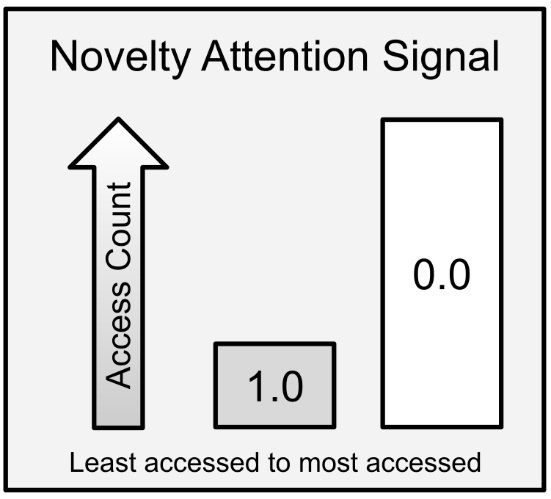 Novelty Attention Signal
Access Count
1.0
0.0
Least accessed to most accessed